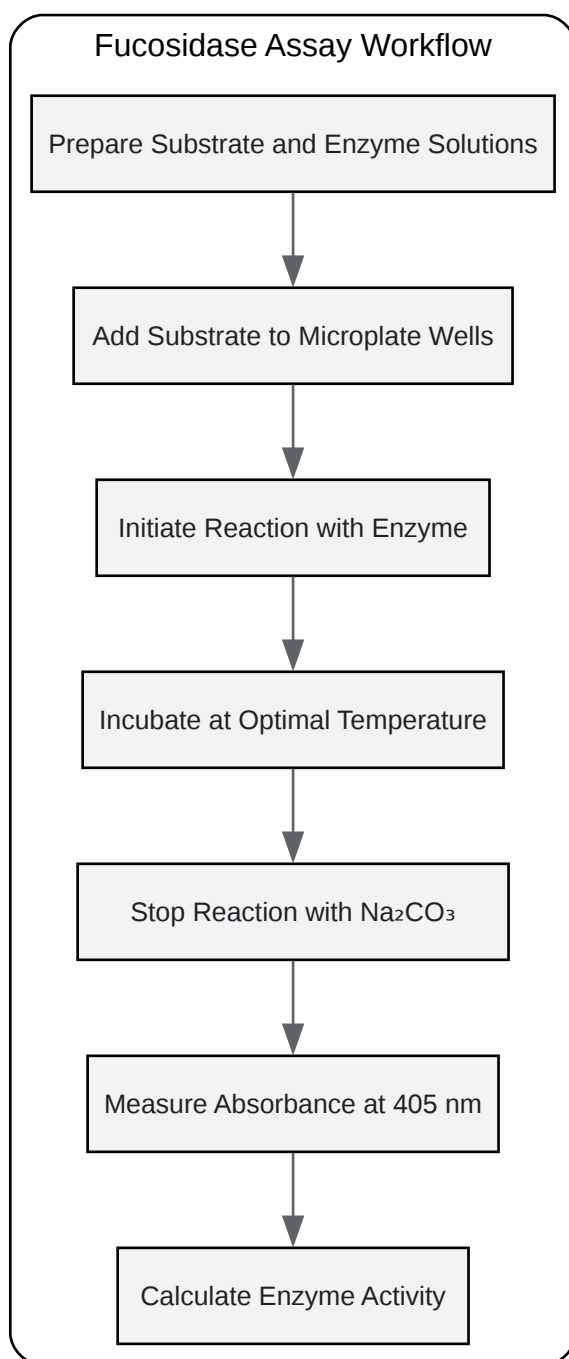 Fucosidase Assay Workflow
Prepare Substrate and Enzyme Solutions
Add Substrate to Microplate Wells
Initiate Reaction with Enzyme
Incubate at Optimal Temperature
Stop Reaction with Na₂CO₃
Measure Absorbance at 405 nm
Calculate Enzyme Activity